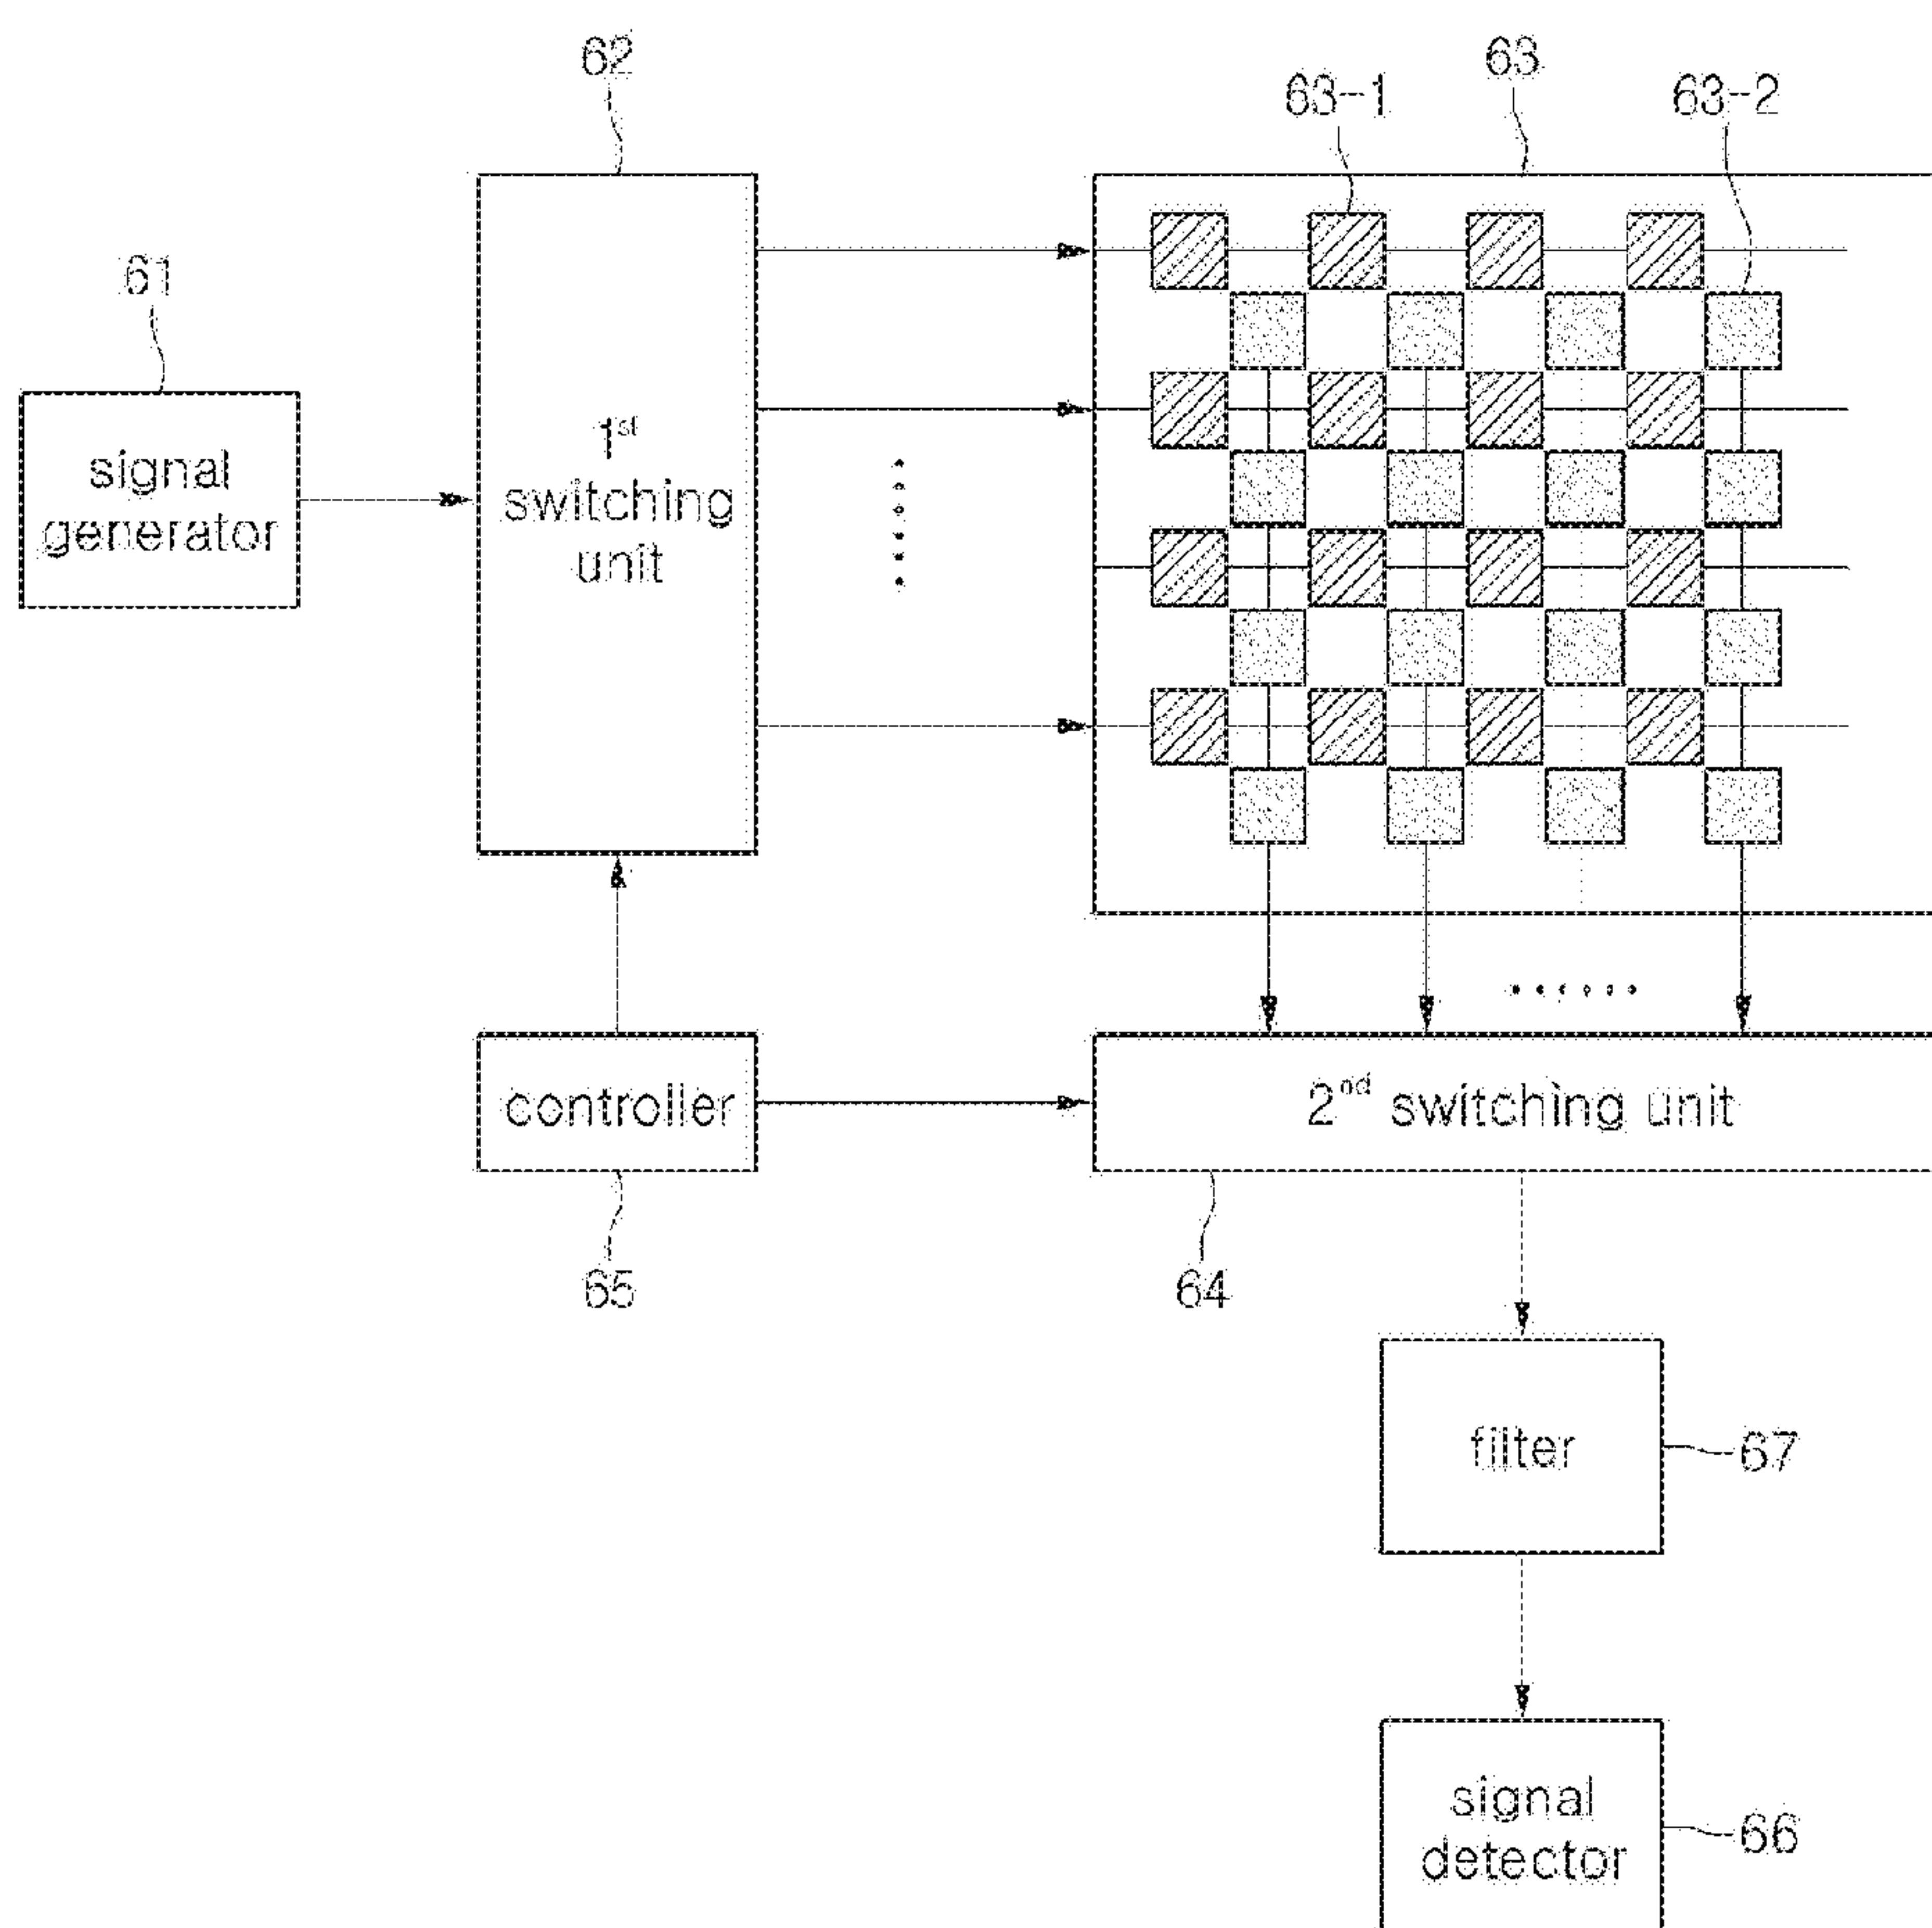 62
63
63-1
63-2
61
signal
generator
1st
switching
unit
controller
2nd switching unit
65
64
filter
67
signal
detector
66